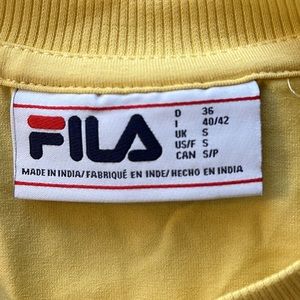 FILA
D 36
I 40/42
UK S
US/F S
CAN S/P
MADE IN INDIA/FABRIQUÉ EN INDE/HECHO EN INDIA